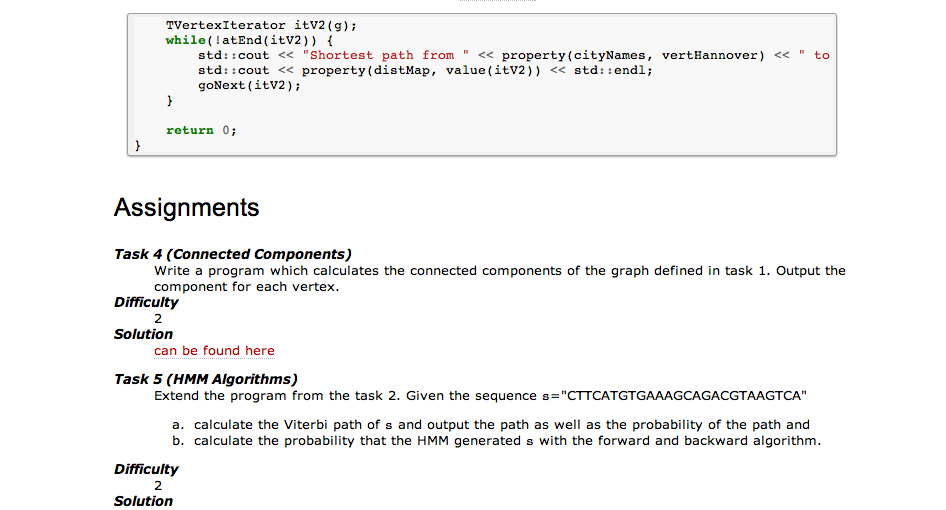 TVertexIterator itV2(g);
while(!atEnd(itV2)) {
std::cout << "Shortest path from " << property(cityNames, vertHannover) << " to
std::cout << property(distMap, value(itV2)) << std::endl;
goNext(itV2);
}
return 0;
}
Assignments
Task 4 (Connected Components)
Write a program which calculates the connected components of the graph defined in task 1. Output the
component for each vertex.
Difficulty
2
Solution
can be found here
Task 5 (HMM Algorithms)
Extend the program from the task 2. Given the sequence s="CTTCATGTGAAAGCAGACGTAAGTCA"
a. calculate the Viterbi path of s and output the path as well as the probability of the path and
b. calculate the probability that the HMM generated s with the forward and backward algorithm.
Difficulty
2
Solution